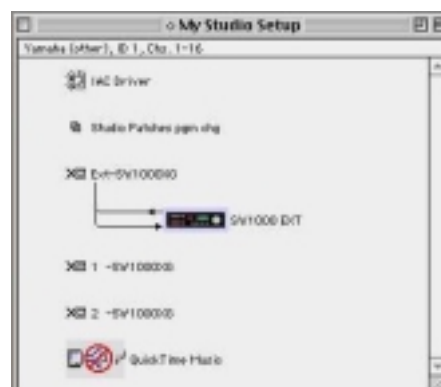 ◇ My Studio Setup
Yamaha (other), ID 1, Chs. 1-16
IAC Driver
Studio Patches pgm chg
Ext-SW1000XG
SW1000 EXT
1 -SW1000XG
2 -SW1000XG
QuickTime Music